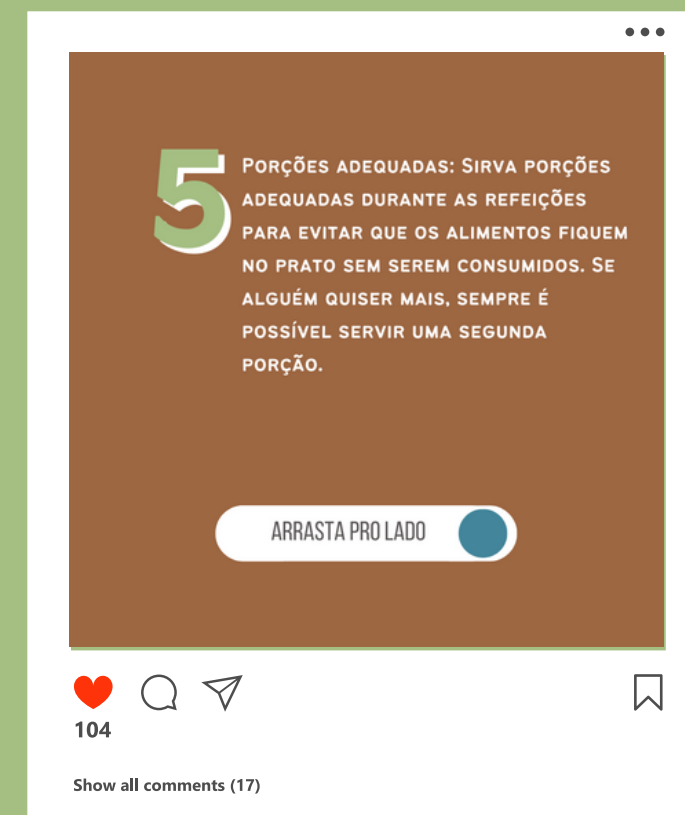 5
Porções adequadas: Sirva porções
adequadas durante as refeições
para evitar que os alimentos fiquem
no prato sem serem consumidos. Se
alguém quiser mais, sempre é
possível servir uma segunda
porção.
ARRASTA PRO LADO
104
Show all comments (17)